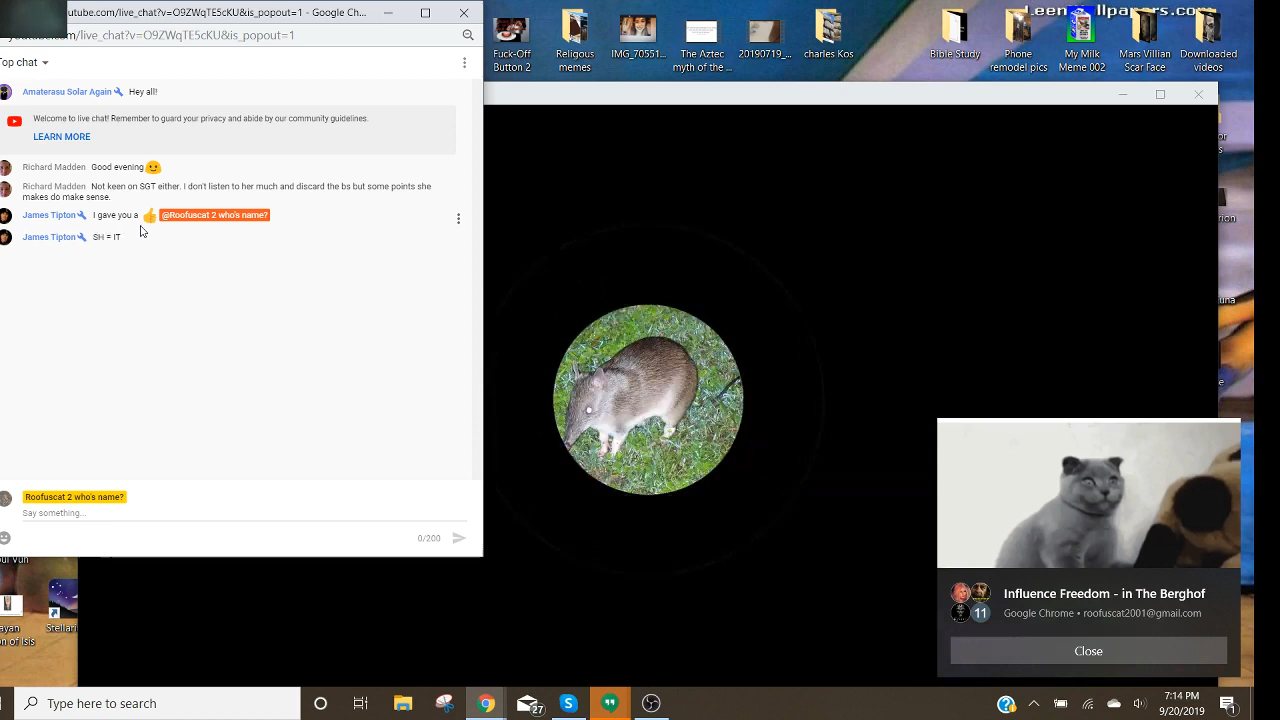 utube.com/live_chat?v=O9ZWqTE5cKU&is_popout=1 - Google Ch...
youtube.com/live_chat?v=O9ZWqTE5cKU&is_popout=1
Top chat
Amaterasu Solar Again Hey all!
Welcome to live chat! Remember to guard your privacy and abide by our community guidelines.
LEARN MORE
Richard Madden Good evening
Richard Madden Not keen on SGT either. I don't listen to her much and discard the bs but some points she
makes do make sense.
James Tipton I gave you a 👍 @Roofuscat 2 who's name?
James Tipton SH = IT
Roofuscat 2 who's name?
Say something...
0/200
Fuck-Off
Button 2
Religous
memes
IMG_70551...
The Aztec
myth of the ...
20190719_...
charles Kos
Bible Study
Phone
remodel pics
My Milk
Meme 002
Mars Villian
Scar Face
Downloaded
videos
Influence Freedom - in The Berghof
11
Google Chrome • roofuscat2001@gmail.com
Close
ayan
on of Isis
Stellari
Type here to search
27
7:14 PM
9/20/2019
1